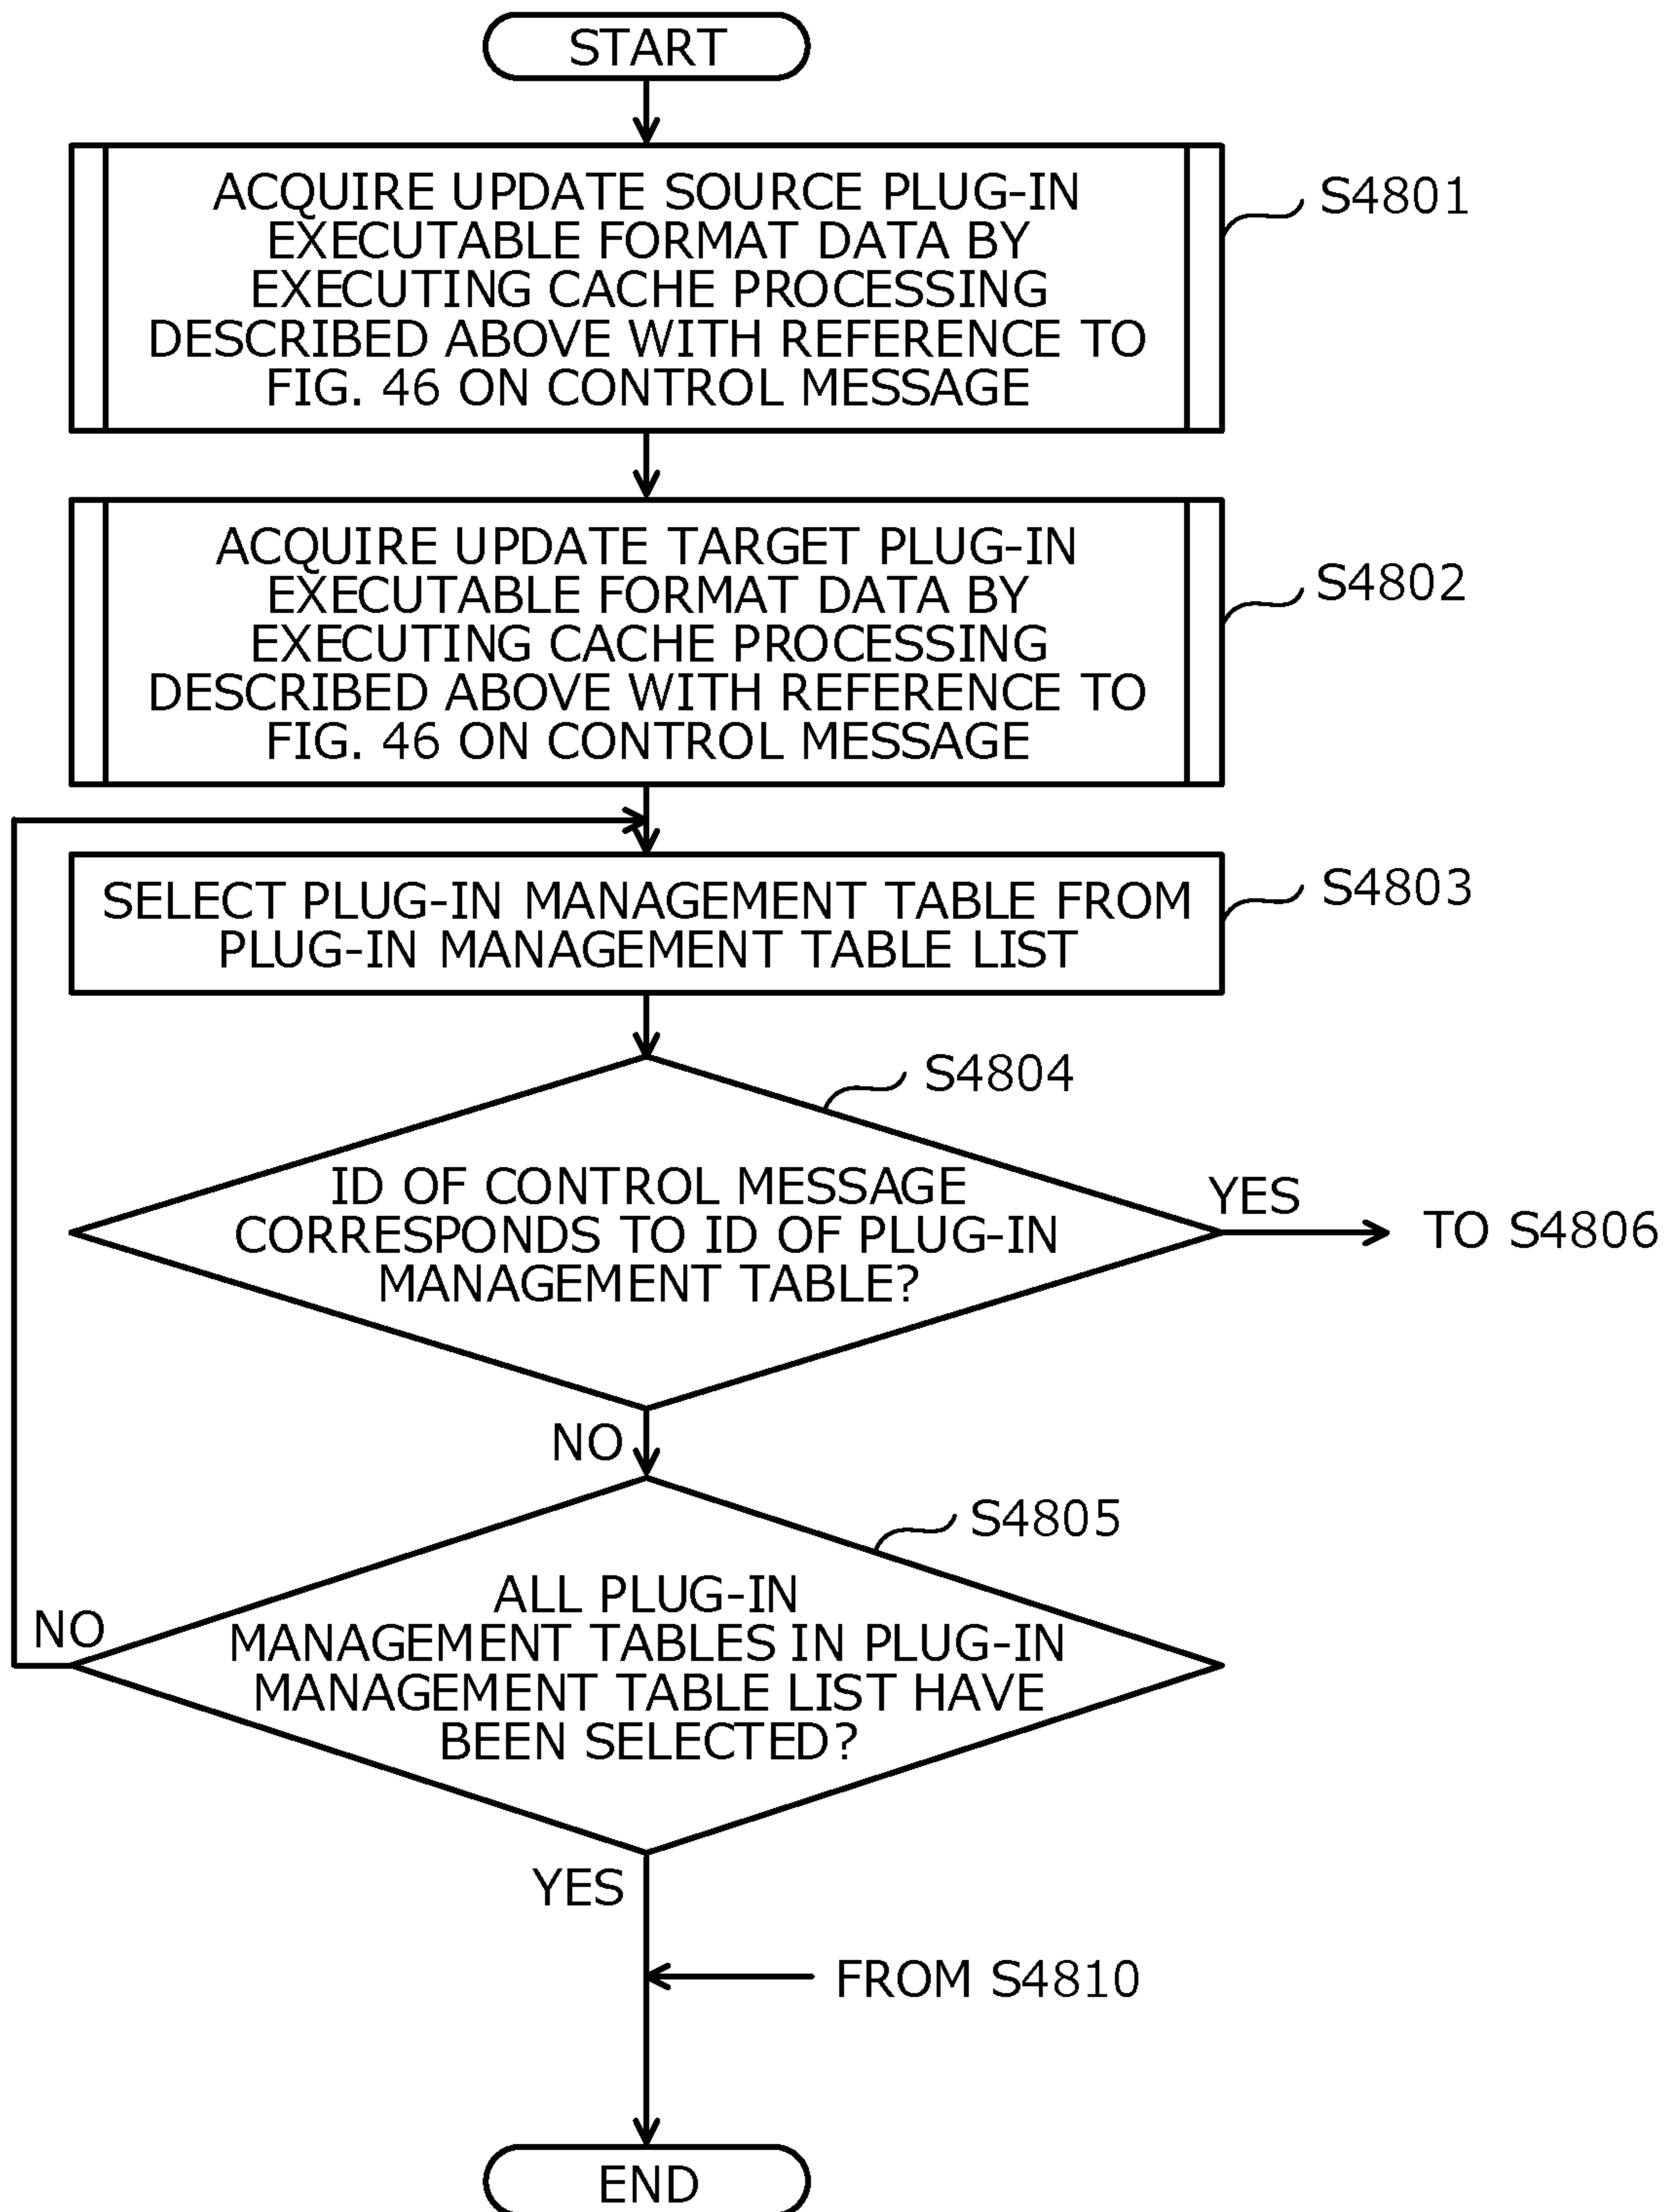 START
ACQUIRE UPDATE SOURCE PLUG-IN
EXECUTABLE FORMAT DATA BY
EXECUTING CACHE PROCESSING
DESCRIBED ABOVE WITH REFERENCE TO
FIG. 46 ON CONTROL MESSAGE
S4801
ACQUIRE UPDATE TARGET PLUG-IN
EXECUTABLE FORMAT DATA BY
EXECUTING CACHE PROCESSING
DESCRIBED ABOVE WITH REFERENCE TO
FIG. 46 ON CONTROL MESSAGE
S4802
SELECT PLUG-IN MANAGEMENT TABLE FROM
PLUG-IN MANAGEMENT TABLE LIST
S4803
S4804
ID OF CONTROL MESSAGE
CORRESPONDS TO ID OF PLUG-IN
MANAGEMENT TABLE?
YES
TO S4806
NO
S4805
ALL PLUG-IN
MANAGEMENT TABLES IN PLUG-IN
MANAGEMENT TABLE LIST HAVE
BEEN SELECTED?
NO
YES
FROM S4810
END